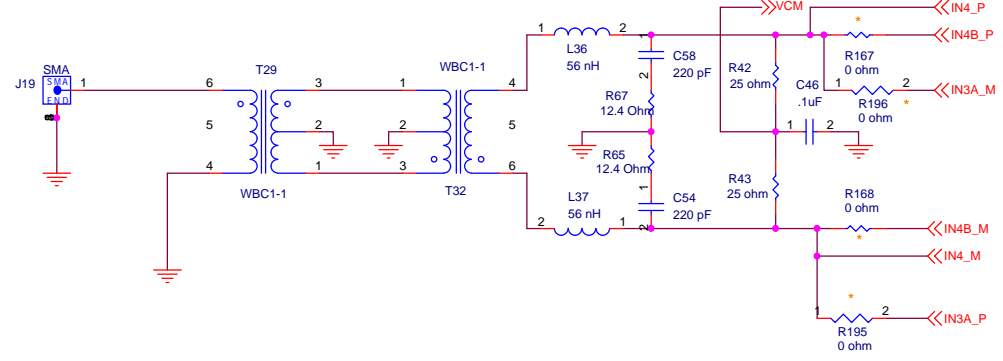 VCM
IN4_P
*
IN4B_P
1
2
L36
56 nH
1
C58
220 pF
2
R167
0 ohm
SMA
J19
SMA
END
1
6
T29
3
1
WBC1-1
4
R42
25 ohm
C46
.1uF
1
2
IN3A_M
R196
0 ohm
*
R67
12.4 Ohm
5
2
2
5
1
2
R65
12.4 Ohm
4
1
3
6
WBC1-1
T32
R43
25 ohm
1
C54
220 pF
2
L37
56 nH
2
1
R168
0 ohm
IN4B_M
*
IN4_M
*
1
2
IN3A_P
R195
0 ohm